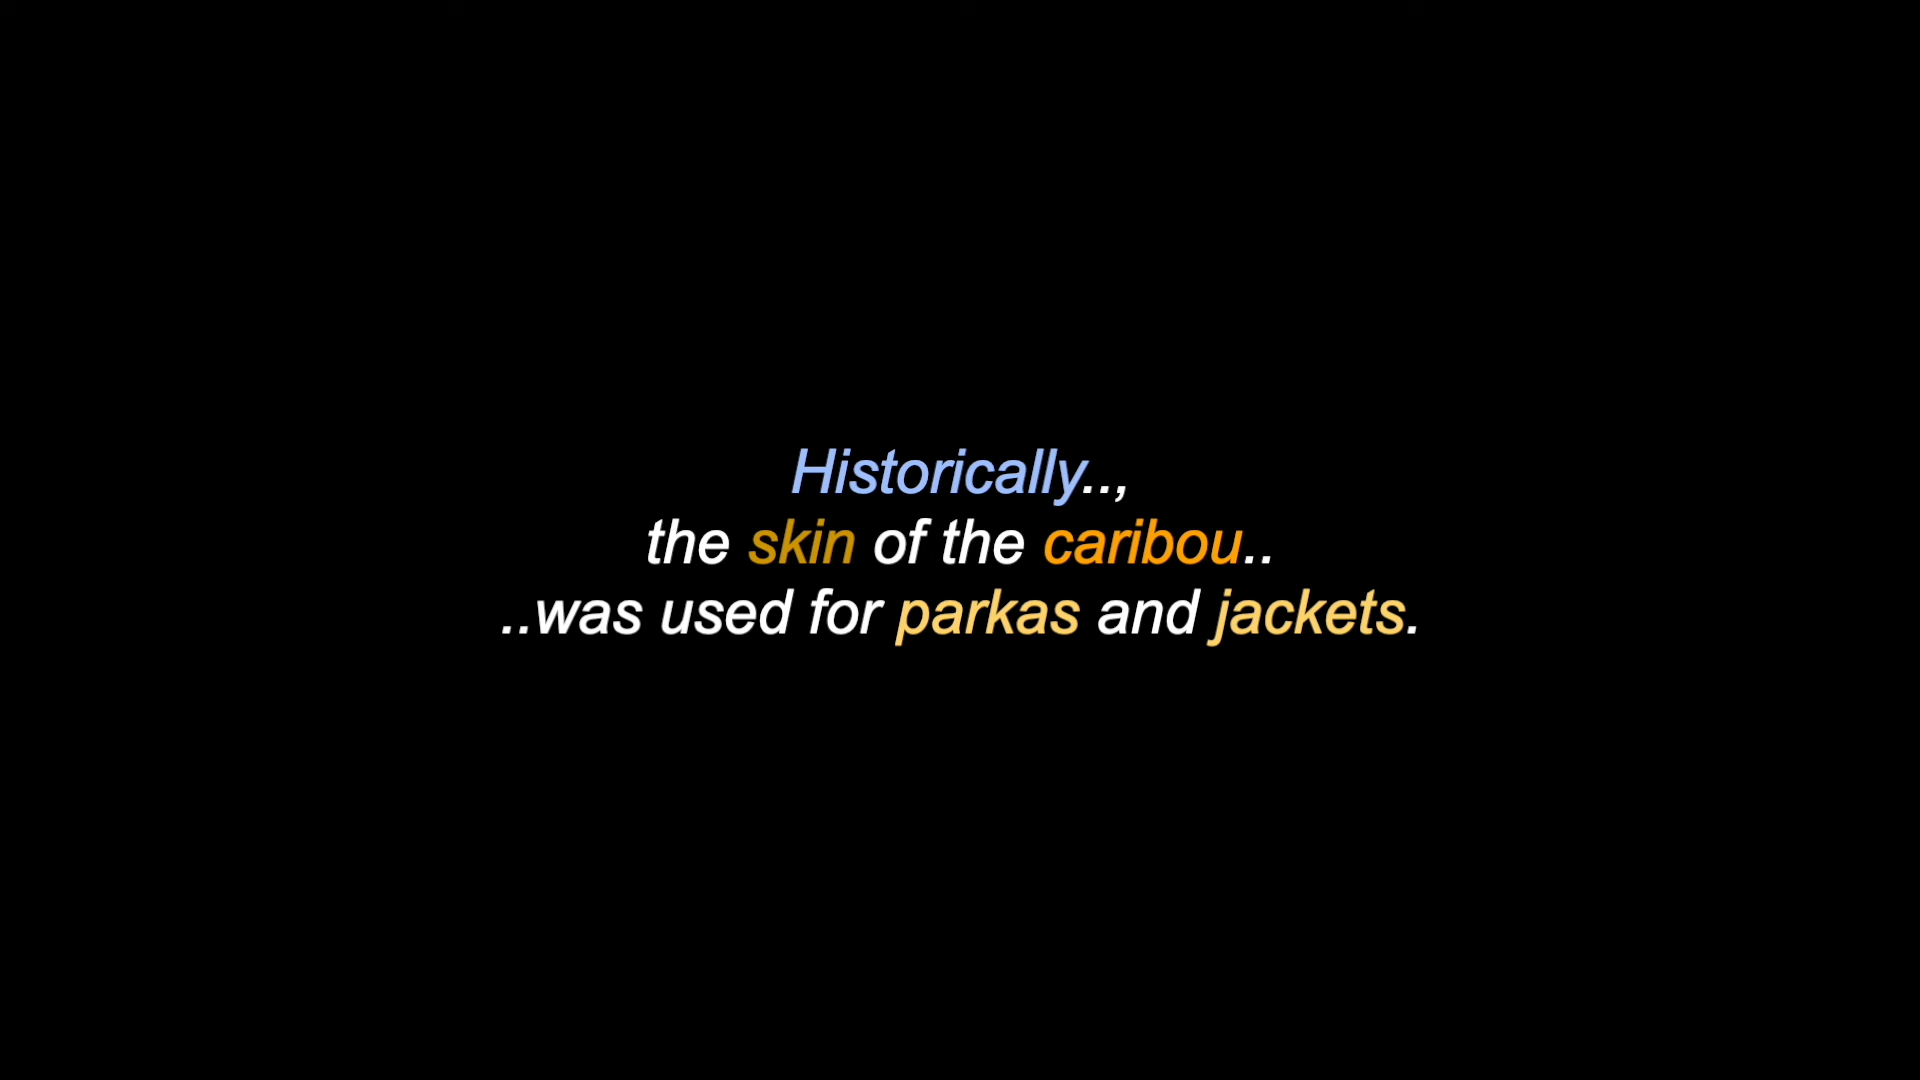 Historically..,
the skin of the caribou..
..was used for parkas and jackets.